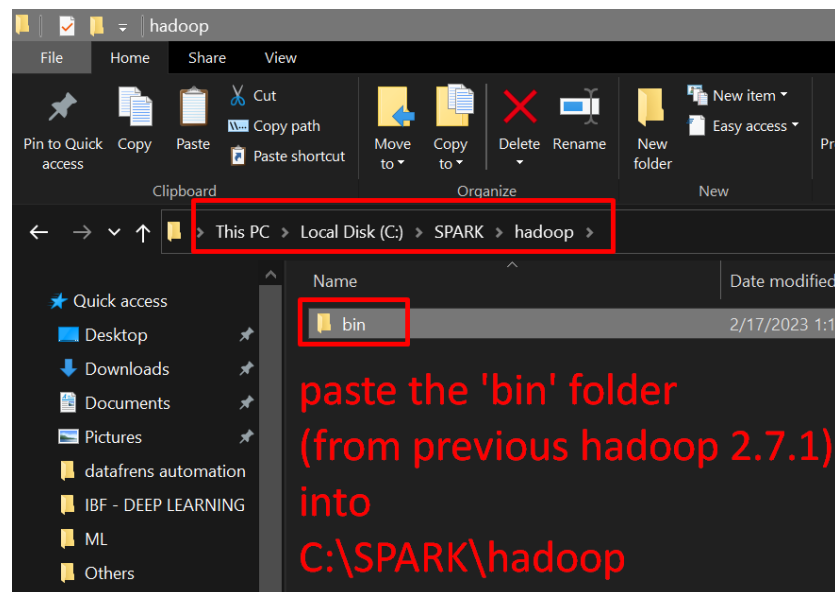 hadoop
File Home Share View
Pin to Quick access
Copy
Paste
Cut
Copy path
Paste shortcut
Move to
Copy to
Delete
Rename
New folder
New item
Easy access
Clipboard
Organize
New
This PC > Local Disk (C:) > SPARK > hadoop >
Name
Date modified
Quick access
Desktop
Downloads
Documents
Pictures
datafrens automation
IBF - DEEP LEARNING
ML
Others
bin
2/17/2023 1:1
paste the 'bin' folder
(from previous hadoop 2.7.1)
into
C:\SPARK\hadoop